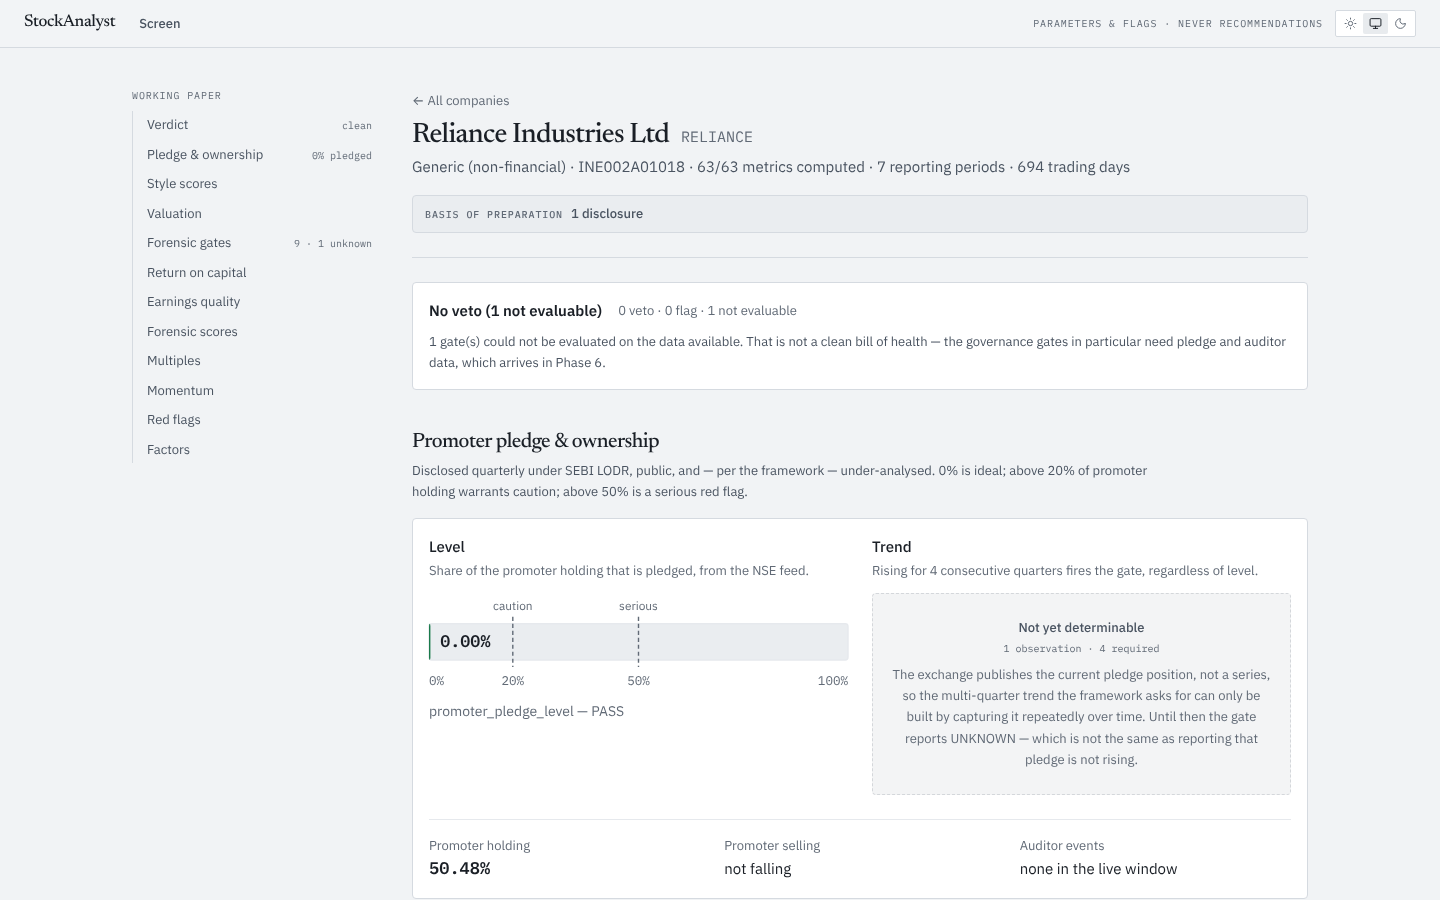 StockAnalyst
Screen
PARAMETERS & FLAGS · NEVER RECOMMENDATIONS
WORKING PAPER
Verdict clean
Pledge & ownership 0% pledged
Style scores
Valuation
Forensic gates 9 · 1 unknown
Return on capital
Earnings quality
Forensic scores
Multiples
Momentum
Red flags
Factors
← All companies
Reliance Industries Ltd RELIANCE
Generic (non-financial) · INE002A01018 · 63/63 metrics computed · 7 reporting periods · 694 trading days
BASIS OF PREPARATION 1 disclosure
No veto (1 not evaluable) 0 veto · 0 flag · 1 not evaluable
1 gate(s) could not be evaluated on the data available. That is not a clean bill of health — the governance gates in particular need pledge and auditor
data, which arrives in Phase 6.
Promoter pledge & ownership
Disclosed quarterly under SEBI LODR, public, and — per the framework — under-analysed. 0% is ideal; above 20% of promoter
holding warrants caution; above 50% is a serious red flag.
Level
Share of the promoter holding that is pledged, from the NSE feed.
caution serious
0.00%
0% 20% 50% 100%
promoter_pledge_level — PASS
Trend
Rising for 4 consecutive quarters fires the gate, regardless of level.
Not yet determinable
1 observation · 4 required
The exchange publishes the current pledge position, not a series,
so the multi-quarter trend the framework asks for can only be
built by capturing it repeatedly over time. Until then the gate
reports UNKNOWN — which is not the same as reporting that
pledge is not rising.
Promoter holding
50.48%
Promoter selling
not falling
Auditor events
none in the live window